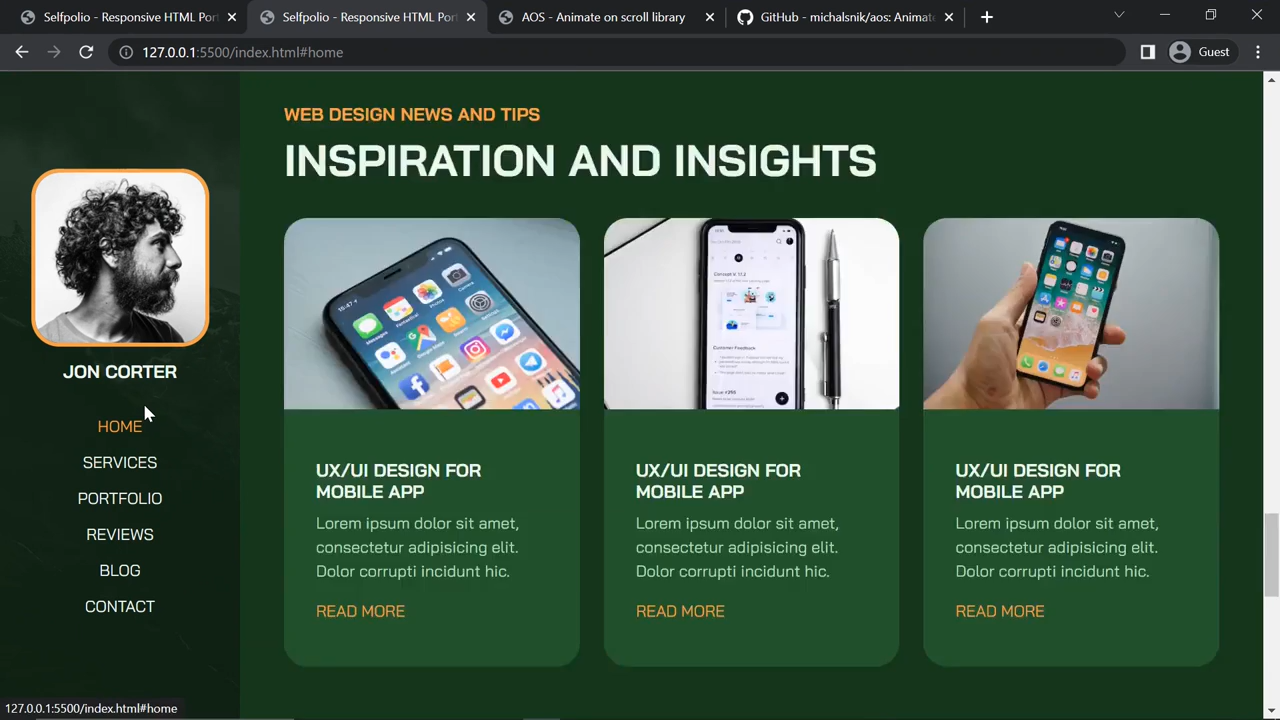 Selfpolio - Responsive HTML Por
Selfpolio - Responsive HTML Por
AOS - Animate on scroll library
GitHub - michalsnik/aos: Animate
127.0.0.1:5500/index.html#home
Guest
JON CORTER
HOME
SERVICES
PORTFOLIO
REVIEWS
BLOG
CONTACT
WEB DESIGN NEWS AND TIPS
INSPIRATION AND INSIGHTS
UX/UI DESIGN FOR
MOBILE APP
Lorem ipsum dolor sit amet,
consectetur adipisicing elit.
Dolor corrupti incidunt hic.
READ MORE
UX/UI DESIGN FOR
MOBILE APP
Lorem ipsum dolor sit amet,
consectetur adipisicing elit.
Dolor corrupti incidunt hic.
READ MORE
UX/UI DESIGN FOR
MOBILE APP
Lorem ipsum dolor sit amet,
consectetur adipisicing elit.
Dolor corrupti incidunt hic.
READ MORE
127.0.0.1:5500/index.html#home